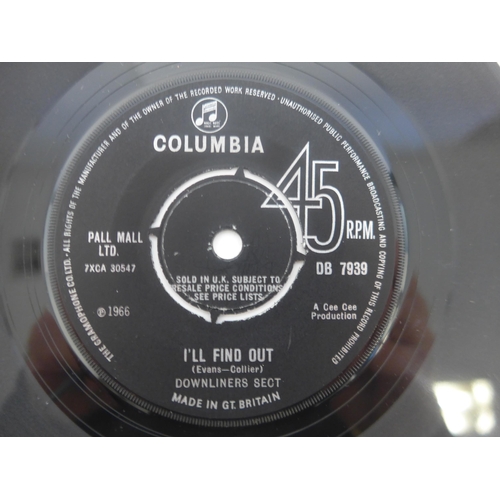 THE GRAMOPHONE CO. LTD.–ALL RIGHTS OF THE MANUFACTURER AND OF THE OWNER OF THE RECORDED WORK RESERVED–UNAUTHORISED PUBLIC PERFORMANCE BROADCASTING AND COPYING OF THIS RECORD PROHIBITED
COLUMBIA
45 R.P.M.
PALL MALL
LTD.
7XCA 30547
DB 7939
SOLD IN U.K. SUBJECT TO
RESALE PRICE CONDITIONS
SEE PRICE LISTS
℗1966
A Cee Cee
Production
I'LL FIND OUT
(Evans–Collier)
DOWNLINERS SECT
MADE IN GT. BRITAIN